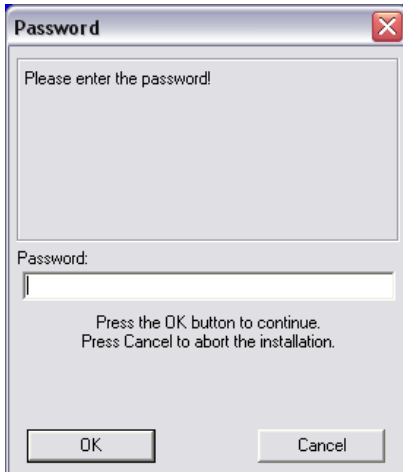 Password
Please enter the password!
Password:
Press the OK button to continue.
Press Cancel to abort the installation.
OK
Cancel